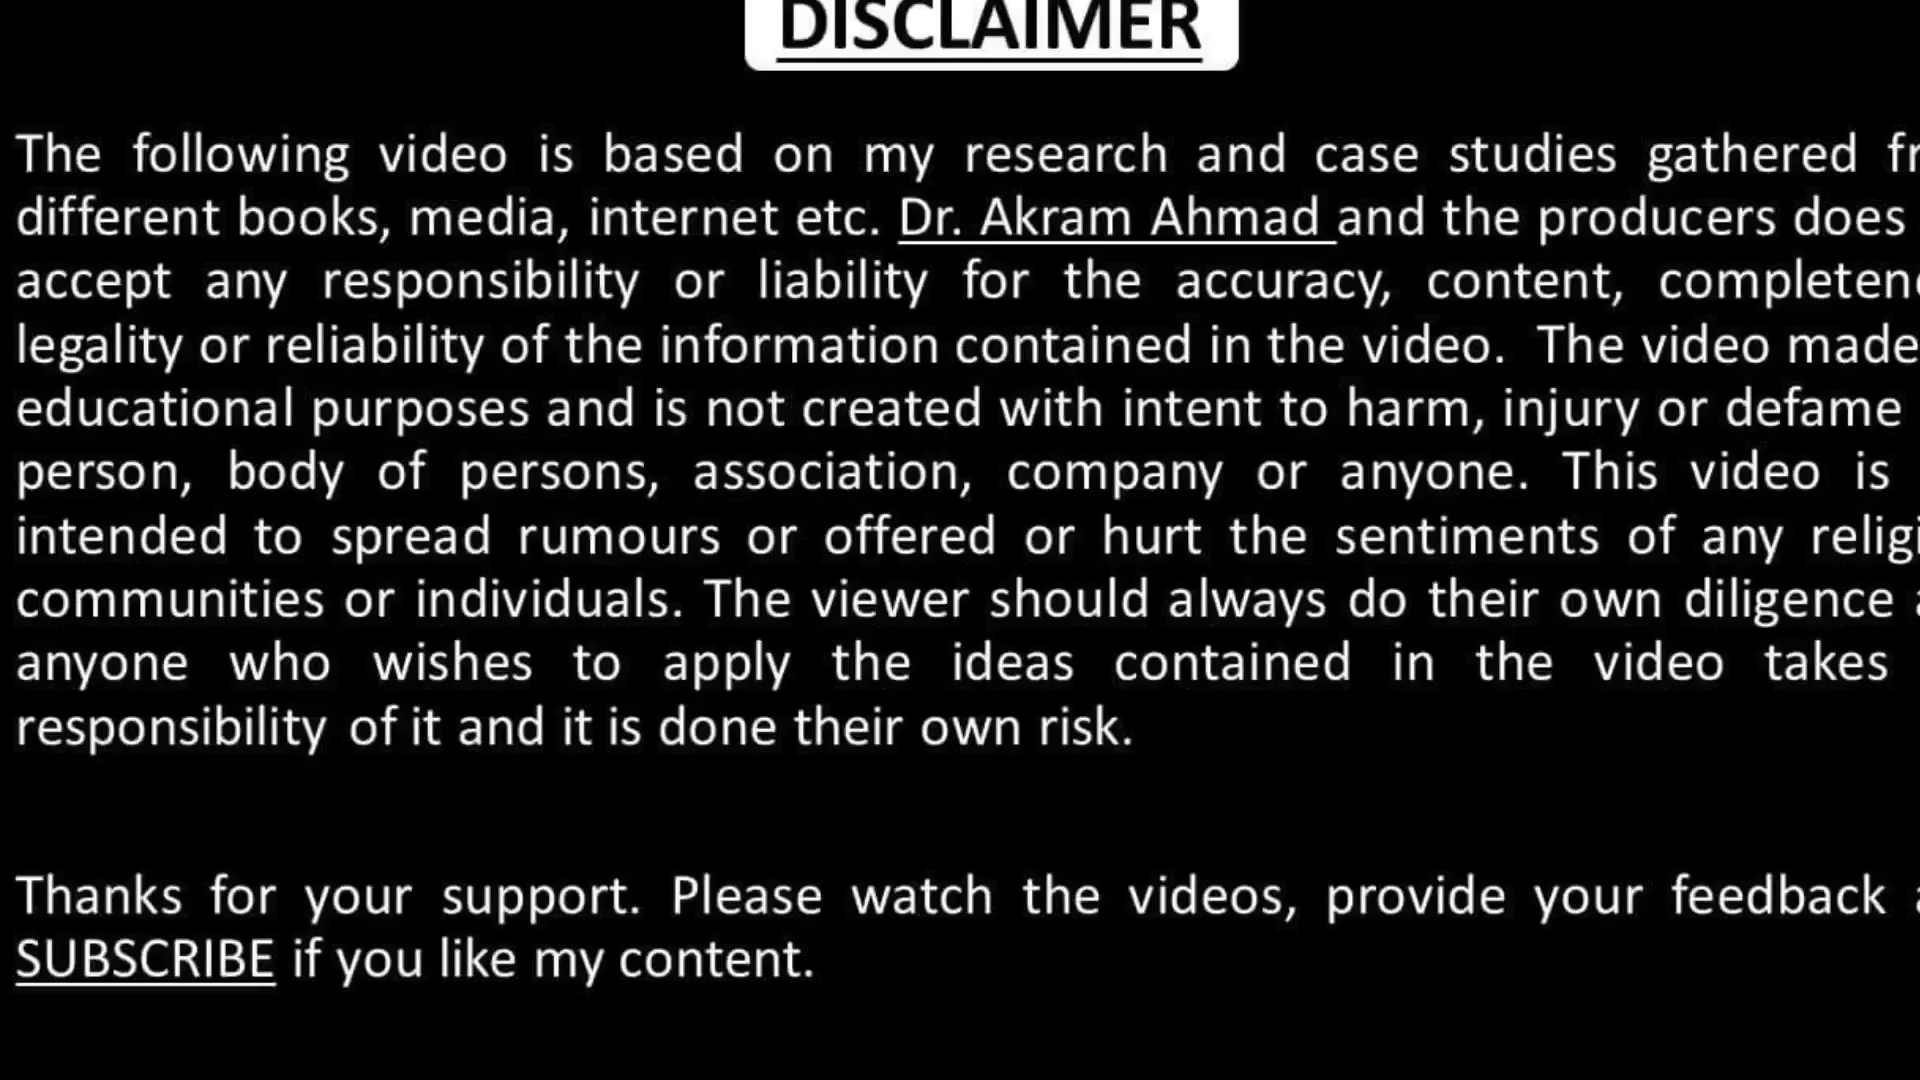 DISCLAIMER
The following video is based on my research and case studies gathered
different books, media, internet etc. Dr. Akram Ahmad and the producers does
accept any responsibility or liability for the accuracy, content,
legality or reliability of the information contained in the video. The video made
educational purposes and is not created with intent to harm, injury or defame
person, body of persons, association, company or anyone. This video is
intended to spread rumours or offered or hurt the sentiments of any
communities or individuals. The viewer should always do their own diligence
anyone who wishes to apply the ideas contained in the video takes
responsibility of it and it is done their own risk.
Thanks for your support. Please watch the videos, provide your feedback
SUBSCRIBE if you like my content.